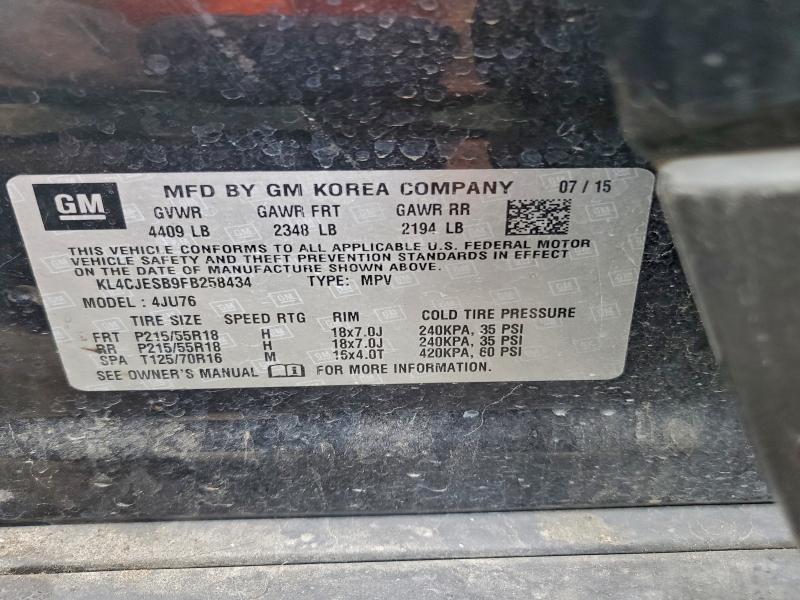 GM MFD BY GM KOREA COMPANY 07 / 15
GVWR GAWR FRT GAWR RR
4409 LB 2348 LB 2194 LB
THIS VEHICLE CONFORMS TO ALL APPLICABLE U.S. FEDERAL MOTOR
VEHICLE SAFETY AND THEFT PREVENTION STANDARDS IN EFFECT
ON THE DATE OF MANUFACTURE SHOWN ABOVE.
KL4CJESB9FB258434 TYPE: MPV
MODEL : 4JU76
TIRE SIZE SPEED RTG RIM COLD TIRE PRESSURE
FRT P215/55R18 H 18x7.0J 240KPA, 35 PSI
RR P215/55R18 H 18x7.0J 240KPA, 35 PSI
SPA T125/70R16 M 16x4.0T 420KPA, 60 PSI
SEE OWNER'S MANUAL FOR MORE INFORMATION.